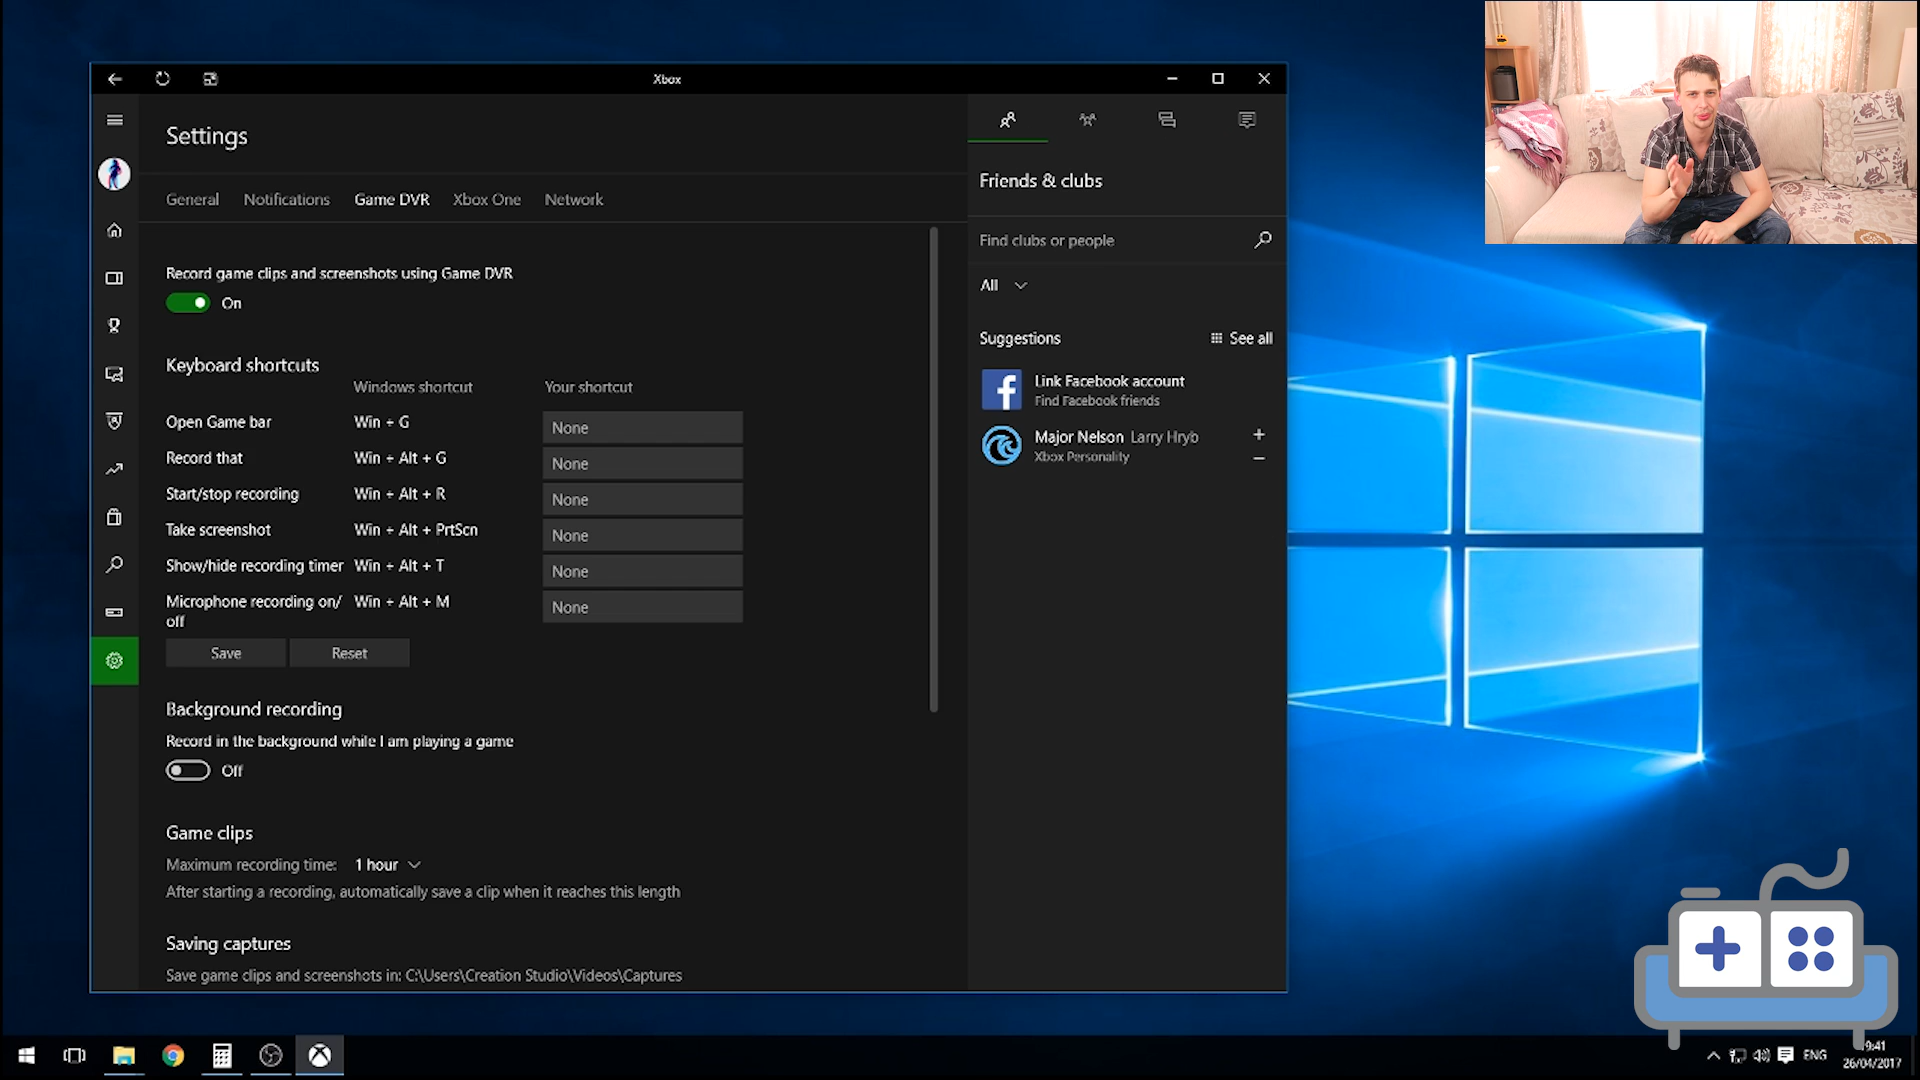 Xbox
Settings
General Notifications Game DVR Xbox One Network
Record game clips and screenshots using Game DVR
On
Keyboard shortcuts
Windows shortcut Your shortcut
Open Game bar Win + G None
Record that Win + Alt + G None
Start/stop recording Win + Alt + R None
Take screenshot Win + Alt + PrtScn None
Show/hide recording timer Win + Alt + T None
Microphone recording on/ Win + Alt + M None
off
Save Reset
Background recording
Record in the background while I am playing a game
Off
Game clips
Maximum recording time: 1 hour
After starting a recording, automatically save a clip when it reaches this length
Saving captures
Save game clips and screenshots in: C:\Users\Creation Studio\Videos\Captures
Friends & clubs
Find clubs or people
All
Suggestions See all
Link Facebook account
Find Facebook friends
Major Nelson Larry Hryb
Xbox Personality
ENG
19:41
26/04/2017